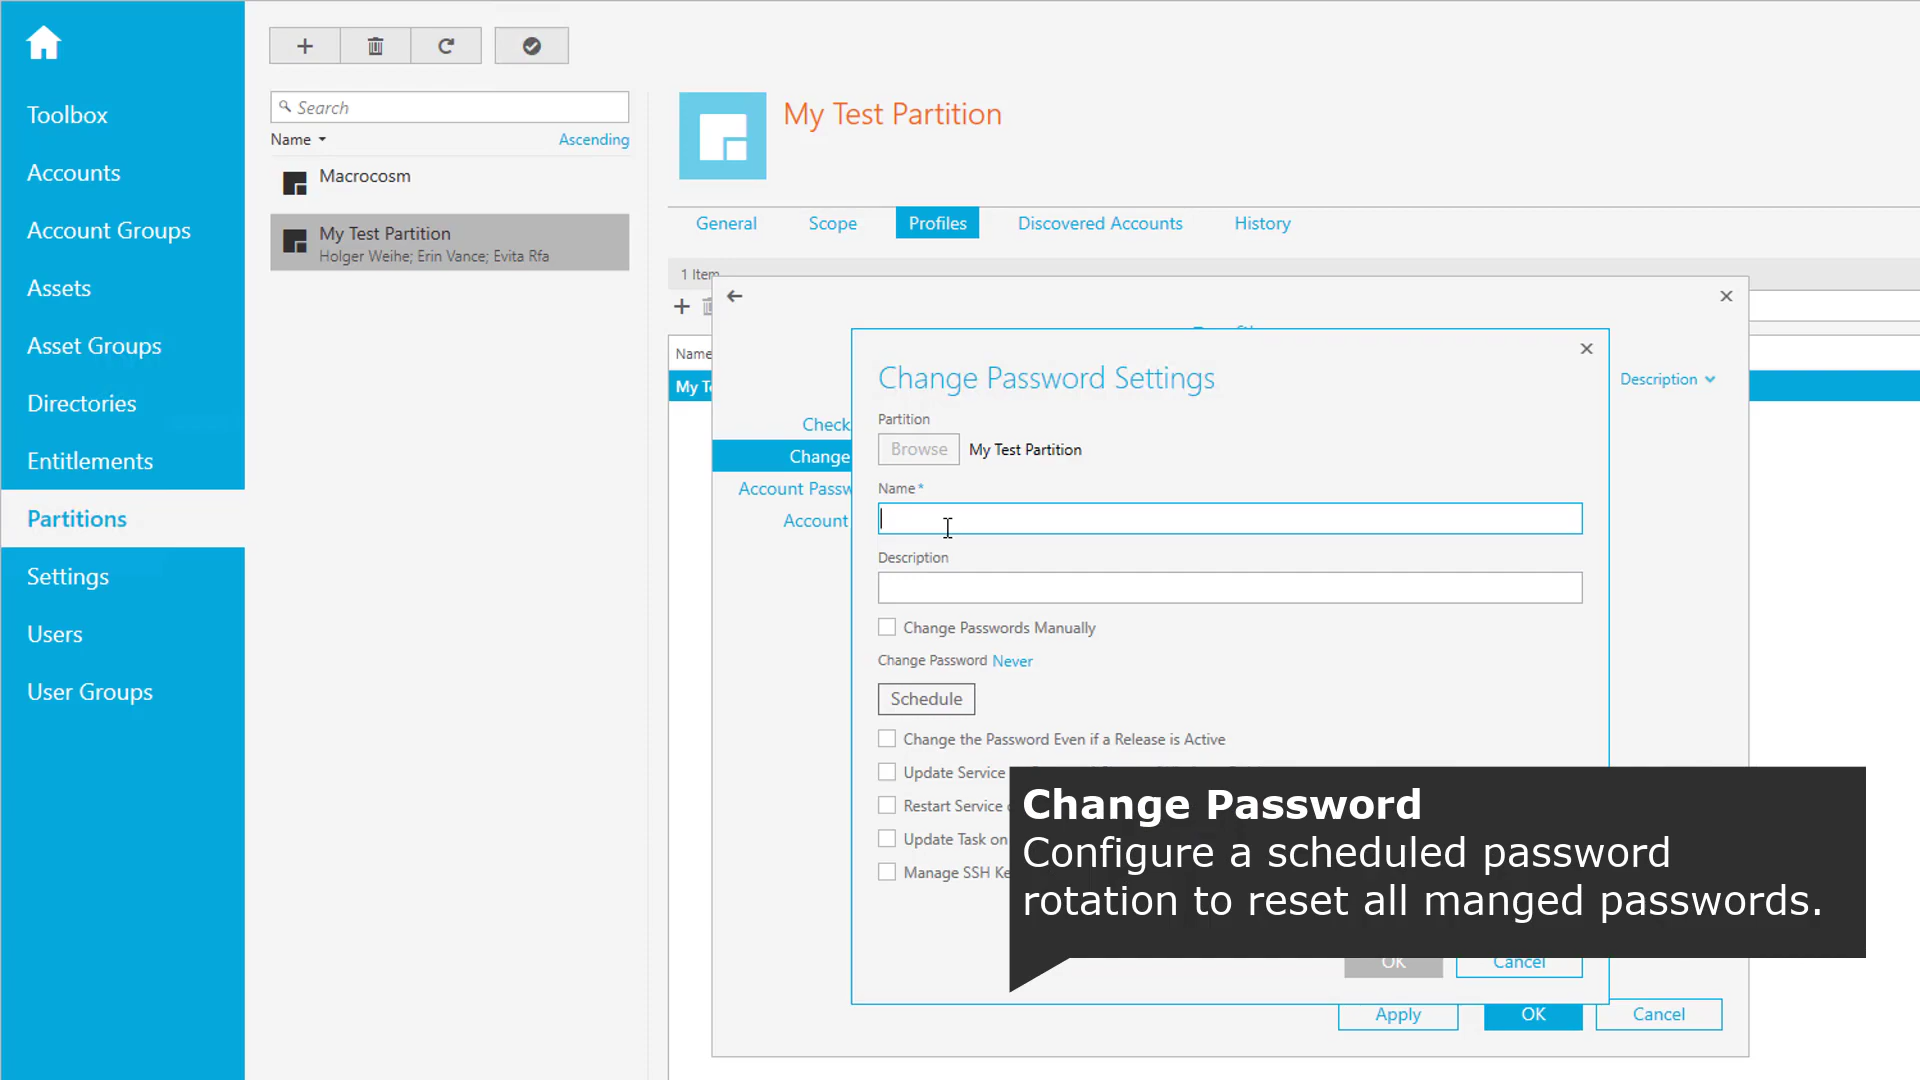 Toolbox
Accounts
Account Groups
Assets
Asset Groups
Directories
Entitlements
Partitions
Settings
Users
User Groups
Search
Name
Ascending
Macrocosm
My Test Partition
Holger Weihe; Erin Vance; Evita Rfa
My Test Partition
General
Scope
Profiles
Discovered Accounts
History
1 Item
Name
My
Description
Check
Change
Account Passw
Account
Change Password Settings
Partition
Browse
My Test Partition
Name*
Description
Change Passwords Manually
Change Password Never
Schedule
Change the Password Even if a Release is Active
Update Service
Restart Service
Update Task on
Manage SSH Ke
Change Password
Configure a scheduled password
rotation to reset all manged passwords.
OK
Cancel
Apply
OK
Cancel